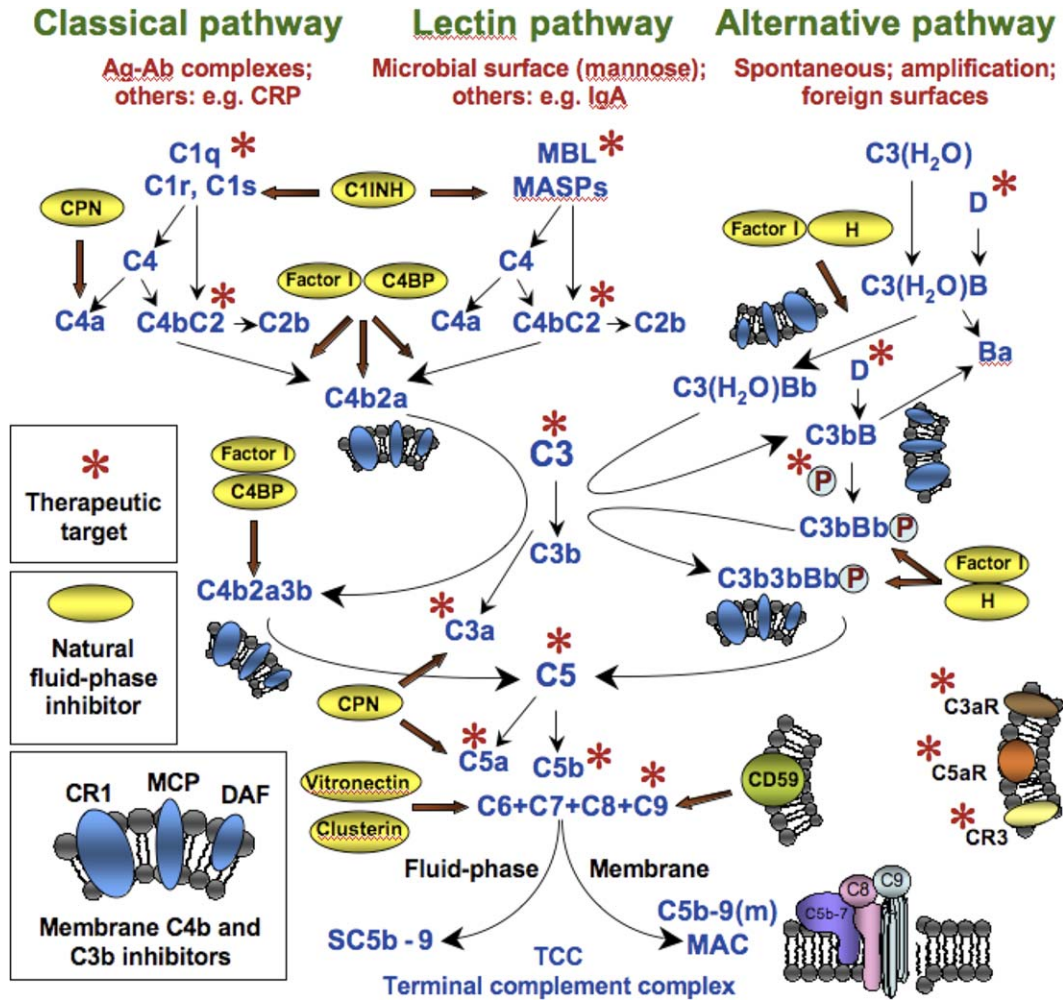 Classical pathway
Lectin pathway
Alternative pathway
Ag-Ab complexes;
others: e.g. CRP
Microbial surface (mannose);
others: e.g. IgA
Spontaneous; amplification;
foreign surfaces
C1q *
C1r, C1s
C1INH
MBL *
MASPs
C3(H₂O)
D *
CPN
Factor I
H
C4
Factor I
C4BP
C4
C3(H₂O)B
C4a
C4bC2 *
C2b
C4a
C4bC2 *
C2b
Ba
C4b2a
C3(H₂O)Bb
D *
*
C3
C3bB
* P
*
Therapeutic
target
Factor I
C4BP
C3b
C3bBb P
C4b2a3b
C3b3bBb P
Factor I
H
Natural
fluid-phase
inhibitor
*
C3a
*
C5
CPN
*
C3aR
*
C5a
C5b *
*
C5aR
CD59
Vitronectin
Clusterin
C6+C7+C8+C9 *
*
CR3
CR1
MCP
DAF
Membrane C4b and
C3b inhibitors
Fluid-phase
Membrane
C5b-7
C8
C9
SC5b - 9
C5b-9(m)
MAC
TCC
Terminal complement complex